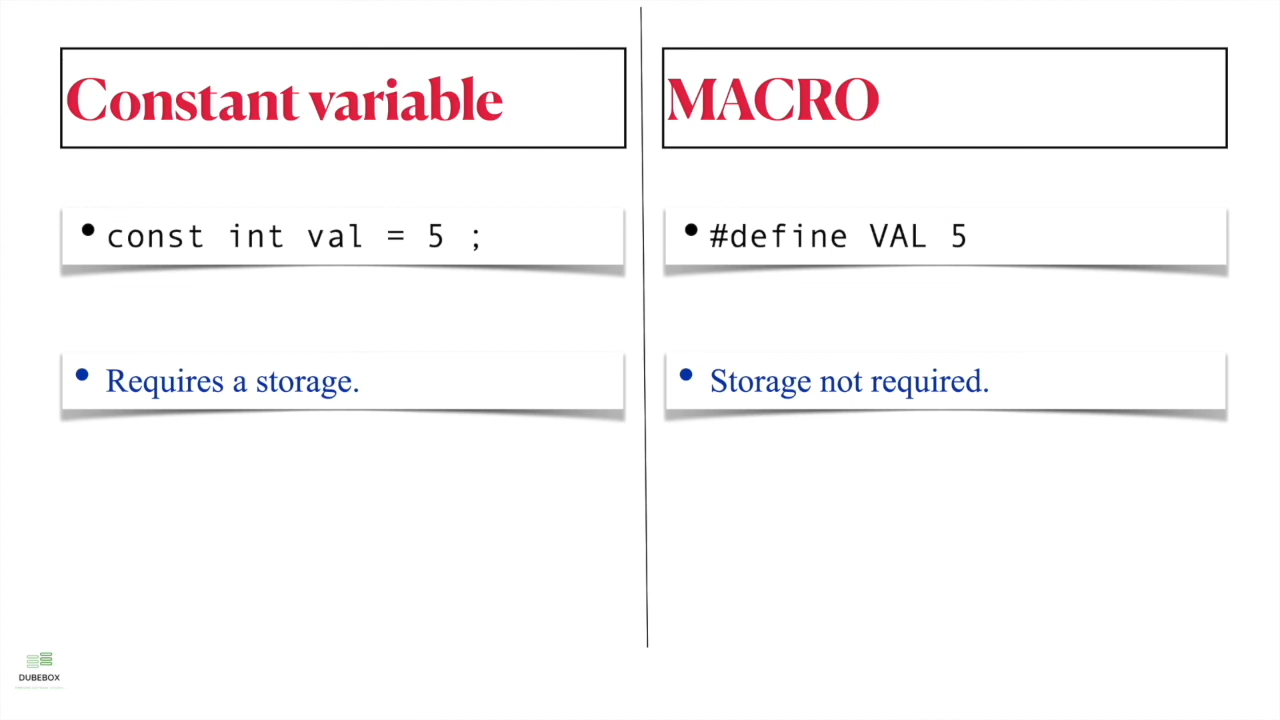 Constant variable
MACRO
• const int val = 5 ;
• #define VAL 5
• Requires a storage.
• Storage not required.
DUBEBOX